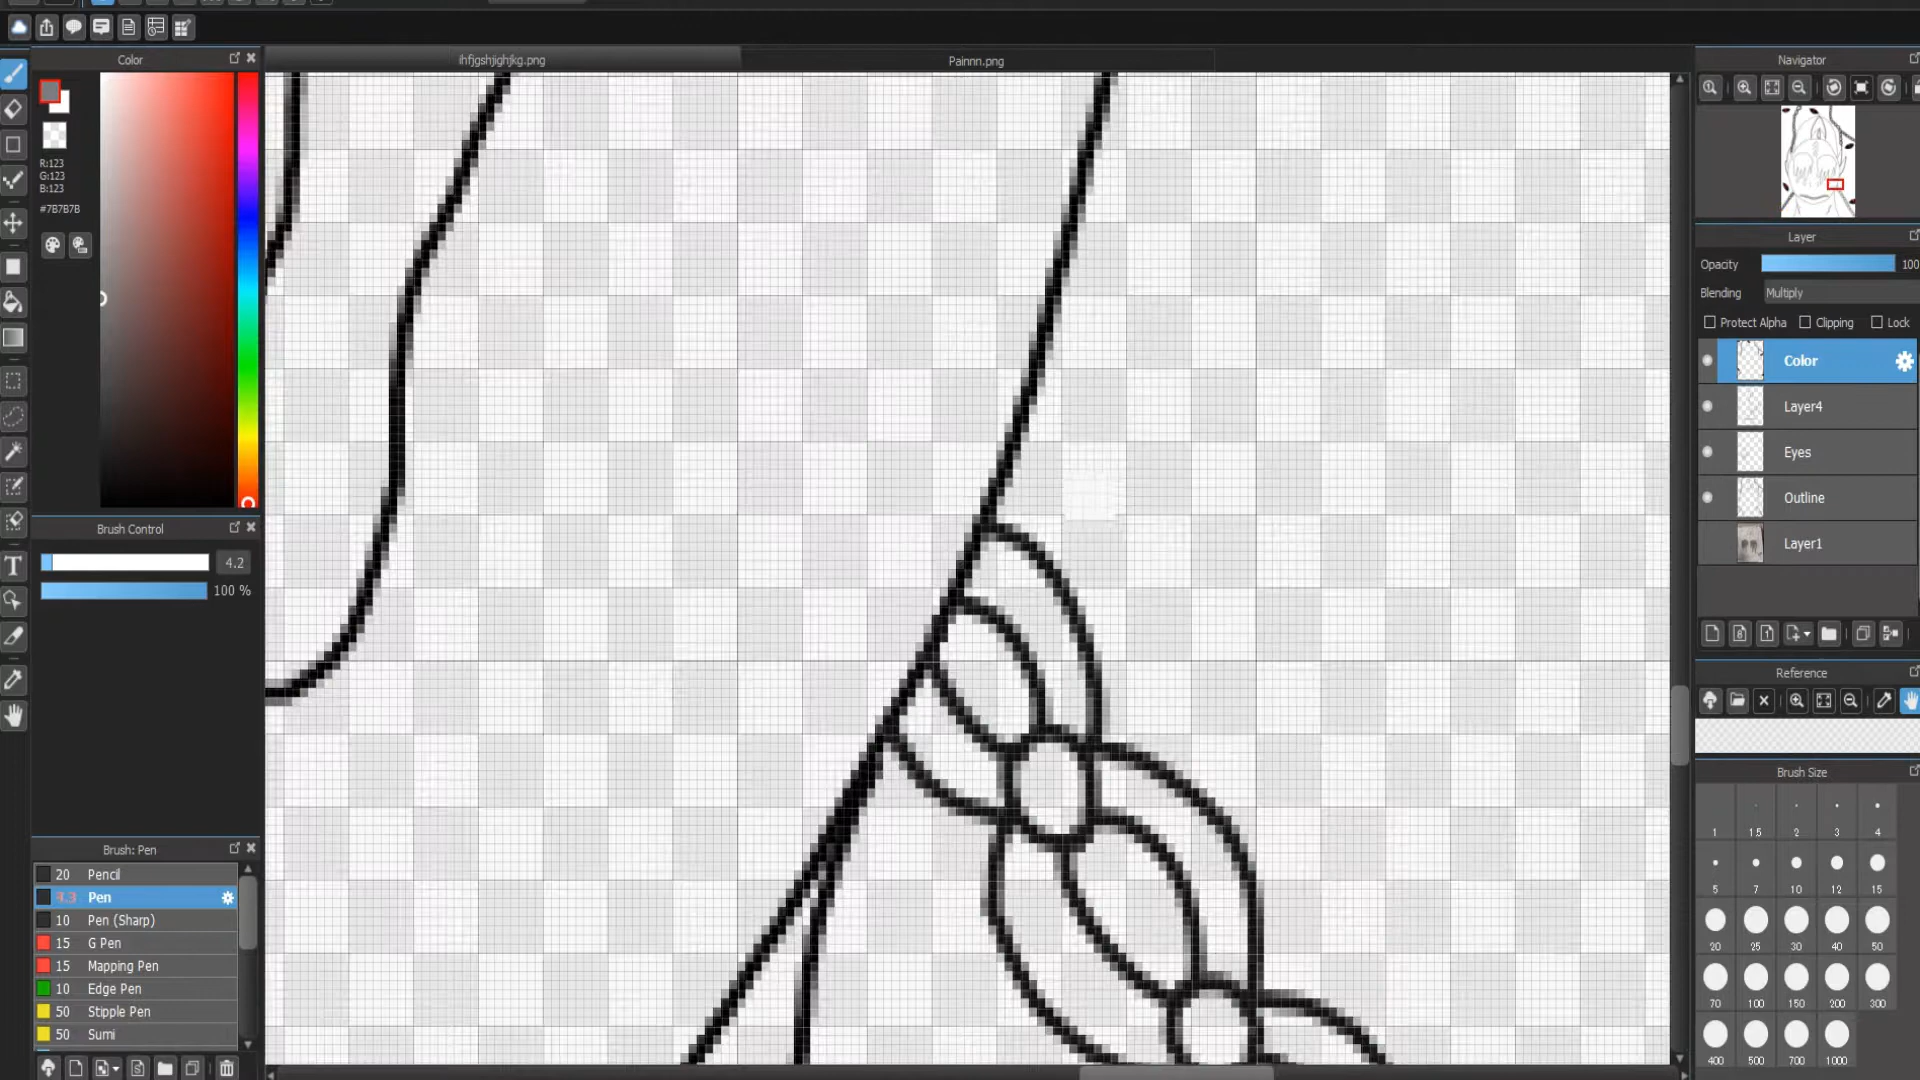 Color
ihfjgshjighjkg.png
Painnn.png
Navigator
R:123
G:123
B:123
#7B7B7B
Layer
Opacity
100
Blending
Multiply
Protect Alpha
Clipping
Lock
Color
Layer4
Eyes
Outline
Layer1
Brush Control
4.2
100 %
Reference
Brush Size
1 1.5 2 3 4
5 7 10 12 15
20 25 30 40 50
70 100 150 200 300
400 500 700 1000
Brush: Pen
20 Pencil
Pen
10 Pen (Sharp)
15 G Pen
15 Mapping Pen
10 Edge Pen
50 Stipple Pen
50 Sumi